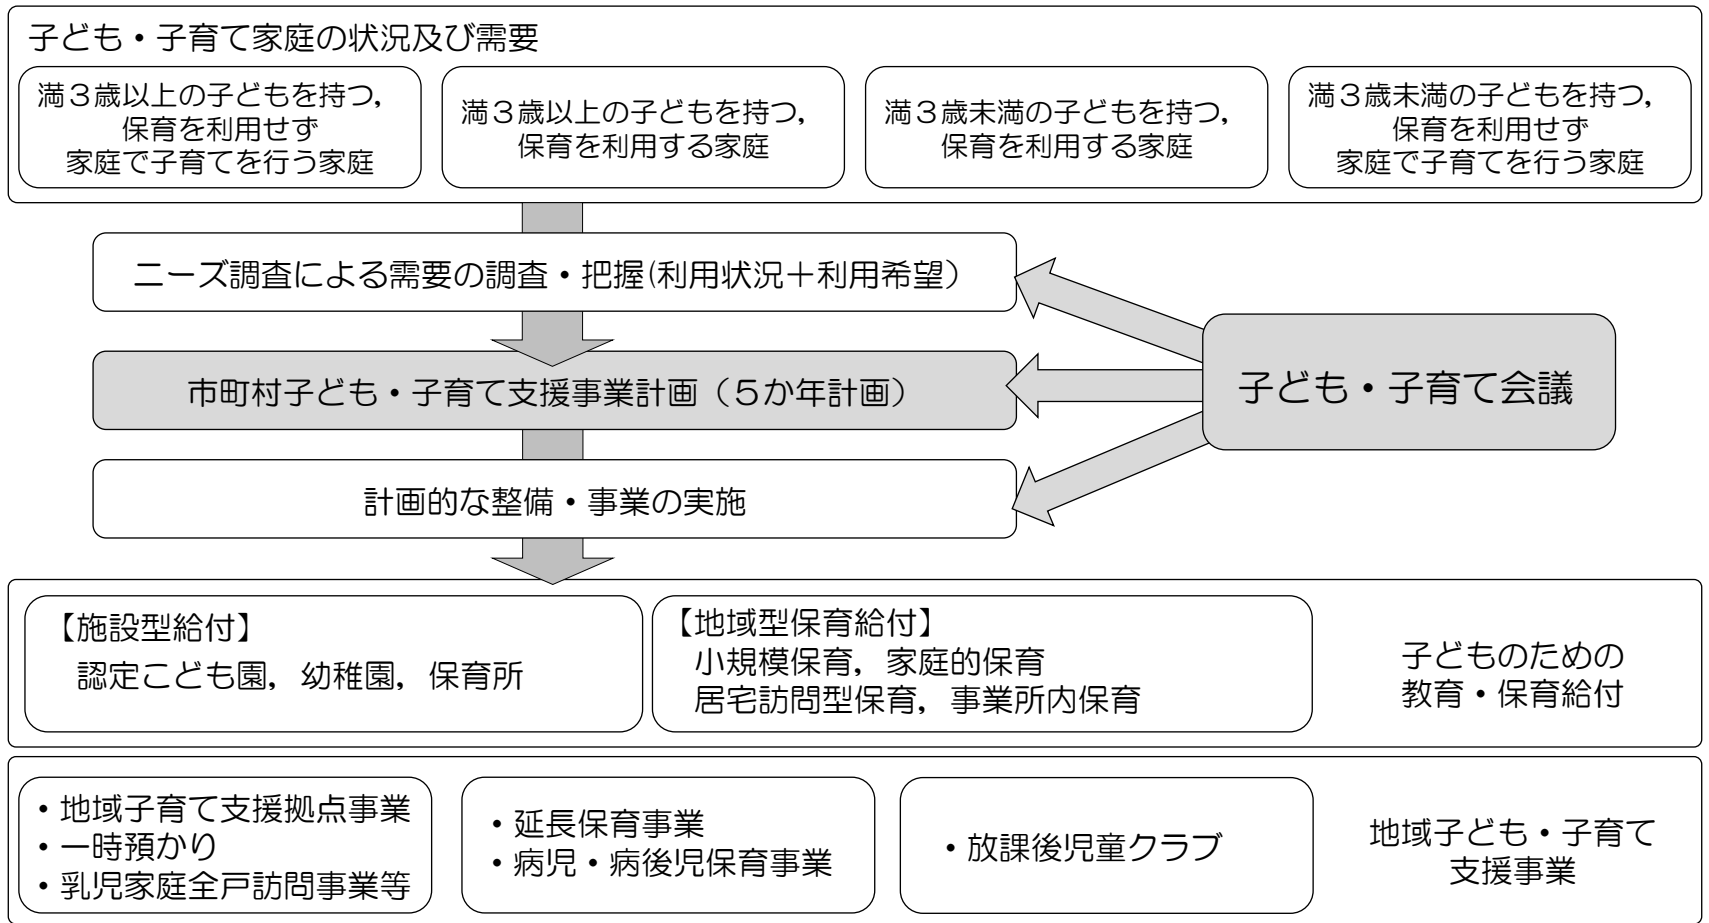 子ども・子育て家庭の状況及び需要
満３歳以上の子どもを持つ，
保育を利用せず
家庭で子育てを行う家庭
満３歳以上の子どもを持つ，
保育を利用する家庭
満３歳未満の子どもを持つ，
保育を利用する家庭
満３歳未満の子どもを持つ，
保育を利用せず
家庭で子育てを行う家庭
ニーズ調査による需要の調査・把握(利用状況＋利用希望）
市町村子ども・子育て支援事業計画（５か年計画）
子ども・子育て会議
計画的な整備・事業の実施
【施設型給付】
認定こども園，幼稚園，保育所
【地域型保育給付】
小規模保育，家庭的保育
居宅訪問型保育，事業所内保育
子どものための
教育・保育給付
・地域子育て支援拠点事業
・一時預かり
・乳児家庭全戸訪問事業等
・延長保育事業
・病児・病後児保育事業
・放課後児童クラブ
地域子ども・子育て
支援事業